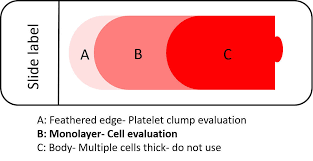 Slide label
A
B
C
A: Feathered edge- Platelet clump evaluation
B: Monolayer- Cell evaluation
C: Body- Multiple cells thick- do not use